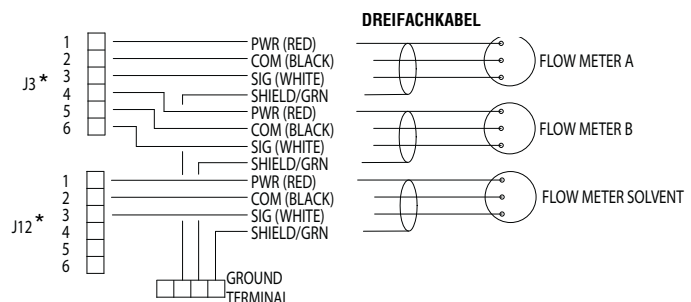 DREIFACHKABEL
1
2
3
4
5
6
J3*
PWR (RED)
COM (BLACK)
SIG (WHITE)
SHIELD/GRN
PWR (RED)
COM (BLACK)
SIG (WHITE)
SHIELD/GRN
PWR (RED)
COM (BLACK)
SIG (WHITE)
SHIELD/GRN
FLOW METER A
FLOW METER B
FLOW METER SOLVENT
1
2
3
4
5
6
J12*
GROUND
TERMINAL